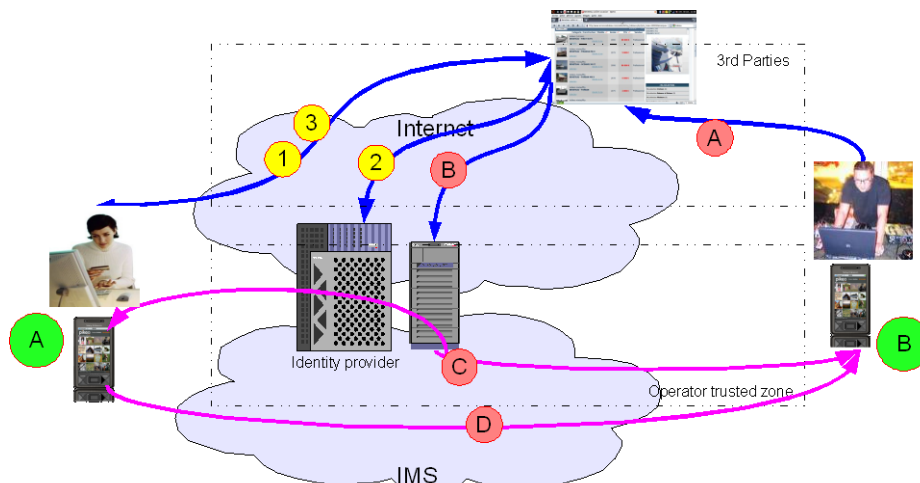 3rd Parties
3
Internet
A
1
2
B
A
Identity provider
B
C
Operator trusted zone
D
IMS